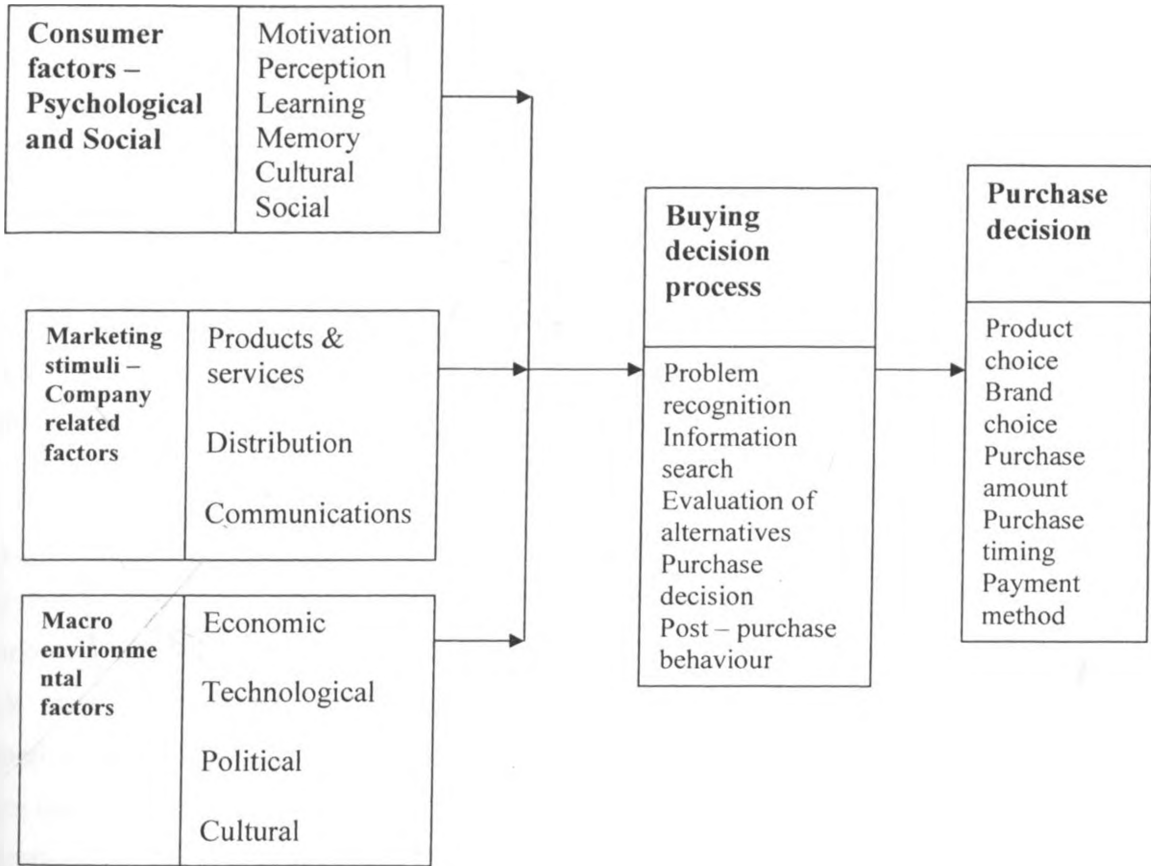 Consumer
factors –
Psychological
and Social
Motivation
Perception
Learning
Memory
Cultural
Social
Marketing
stimuli –
Company
related
factors
Products &
services
Distribution
Communications
Macro
environme
ntal
factors
Economic
Technological
Political
Cultural
Buying
decision
process
Problem
recognition
Information
search
Evaluation of
alternatives
Purchase
decision
Post – purchase
behaviour
Purchase
decision
Product
choice
Brand
choice
Purchase
amount
Purchase
timing
Payment
method